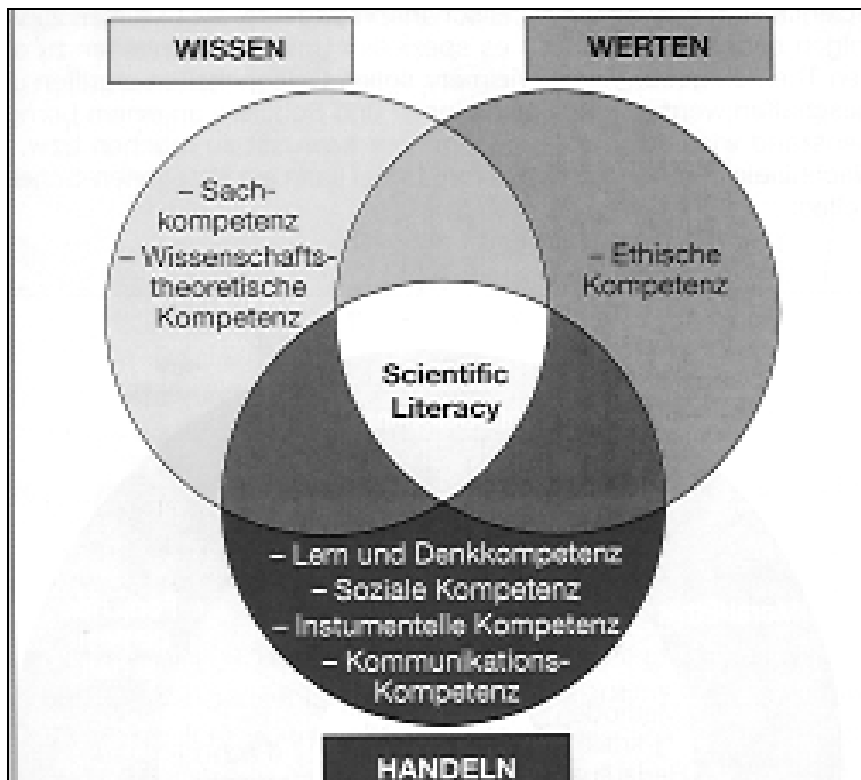 WISSEN
WERTEN
– Sach-
kompetenz
– Wissenschafts-
theoretische
Kompetenz
– Ethische
Kompetenz
Scientific
Literacy
– Lern und Denkkompetenz
– Soziale Kompetenz
– Instumentelle Kompetenz
– Kommunikations-
Kompetenz
HANDELN